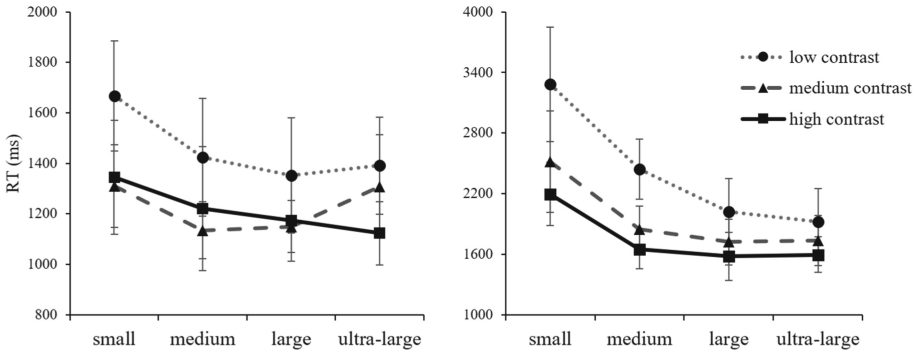 2000
1800
1600
1400
1200
1000
800
RT (ms)
small medium large ultra-large
4000
3400
2800
2200
1600
1000
small medium large ultra-large
low contrast
medium contrast
high contrast